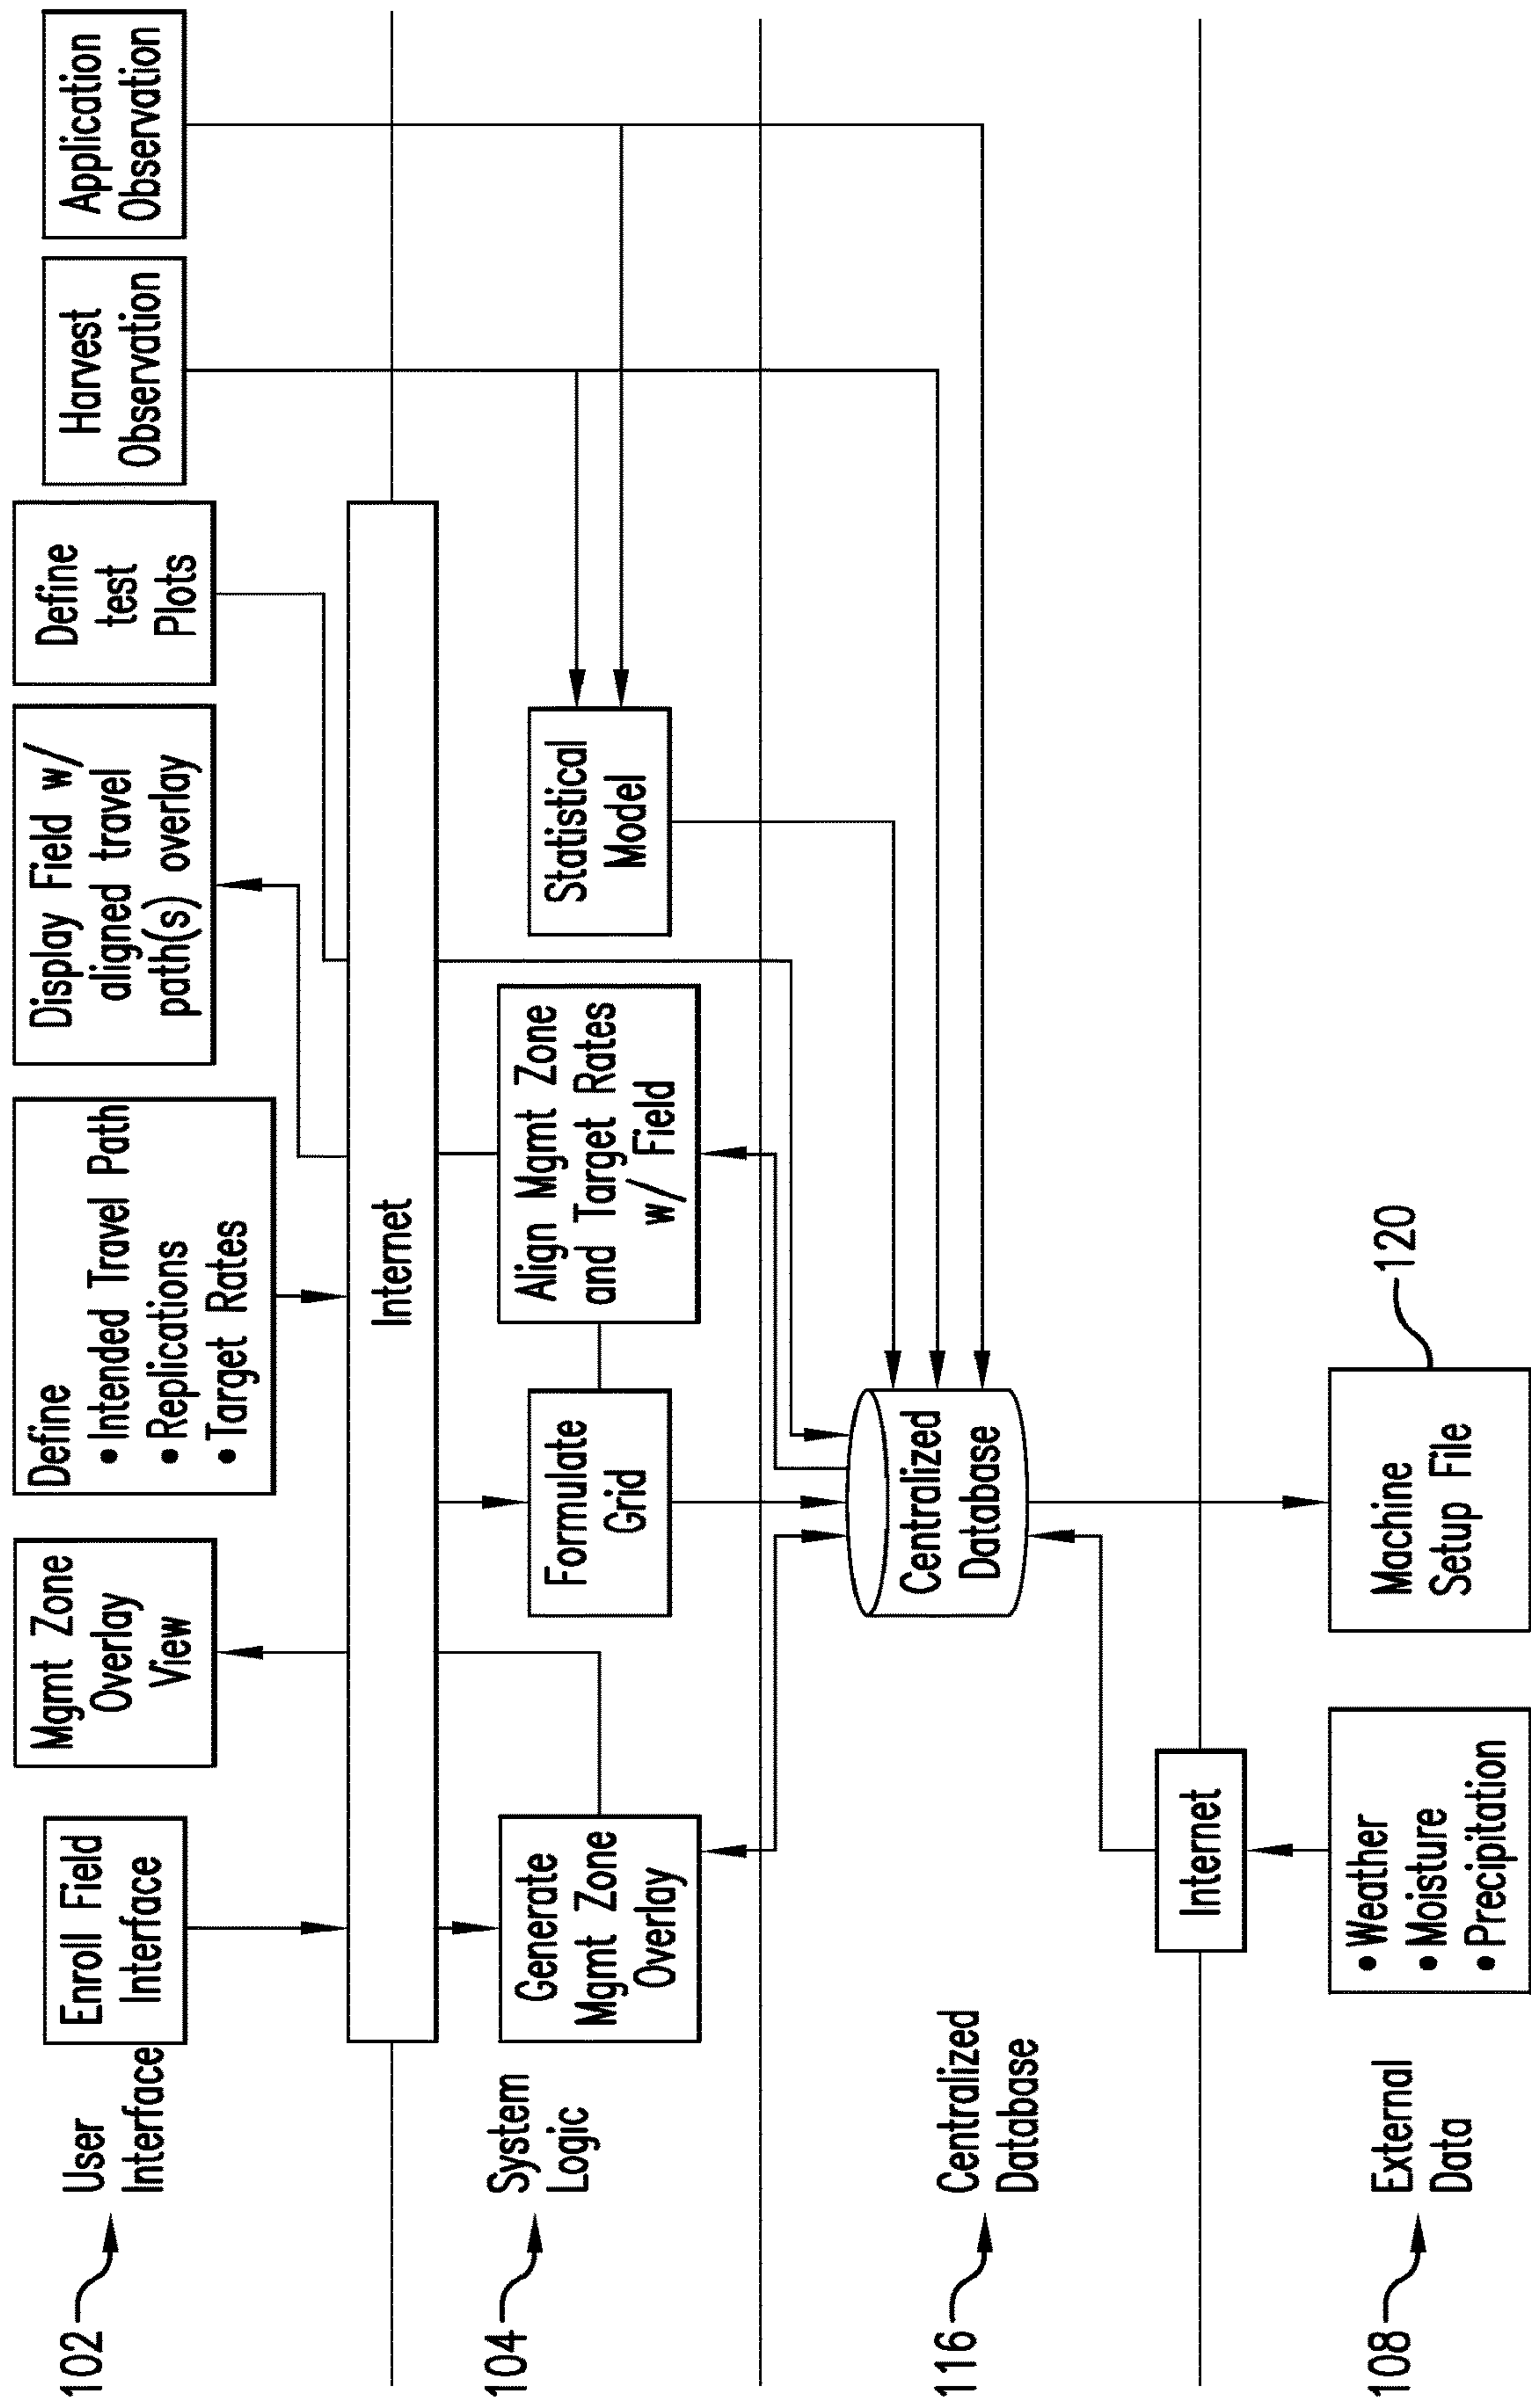 102
User
Interface
Enroll Field
Interface
Mgmt Zone
Overlay
View
Define
• Intended Travel Path
• Replications
• Target Rates
Display Field w/
aligned travel
path(s) overlay
Define
test
Plots
Harvest
Observation
Application
Observation
Internet
104
System
Logic
Generate
Mgmt Zone
Overlay
Formulate
Grid
Align Mgmt Zone
and Target Rates
w/ Field
Statistical
Model
116
Centralized
Database
Centralized
Database
Internet
108
External
Data
• Weather
• Moisture
• Precipitation
Machine
Setup File
120